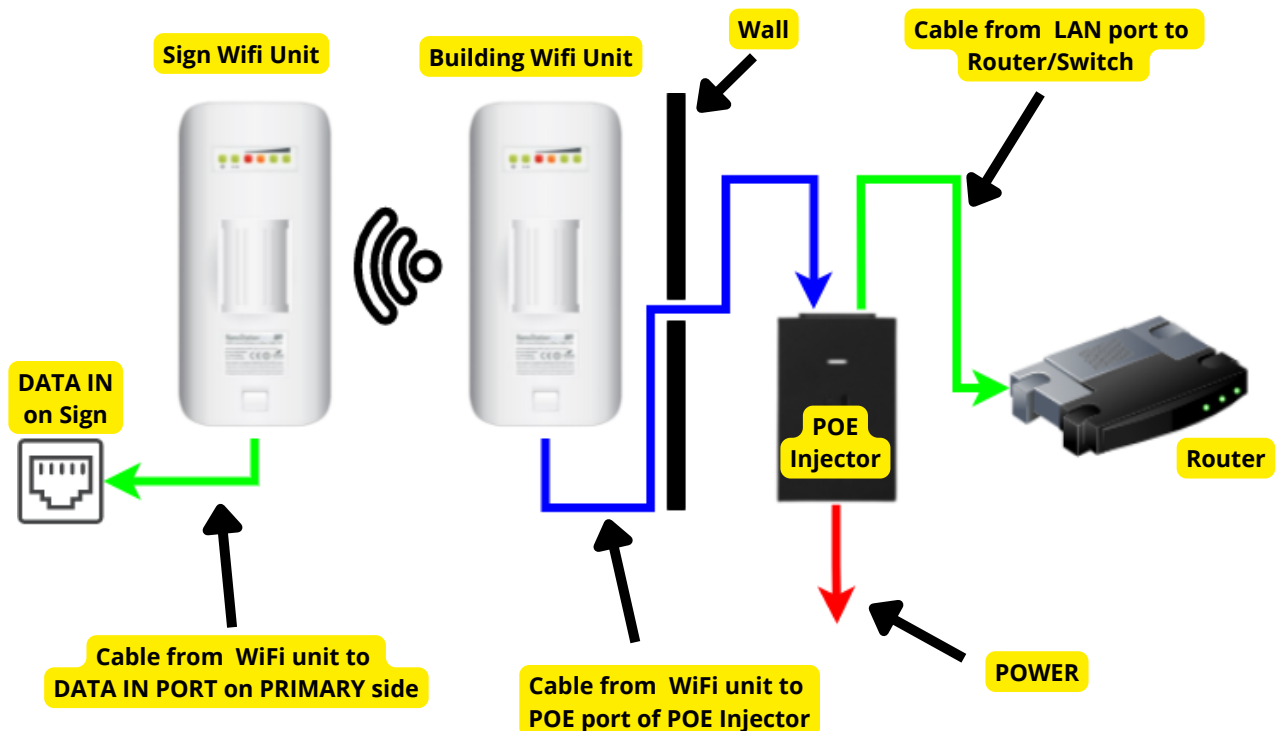 Wall
Cable from LAN port to
Router/Switch
Sign Wifi Unit
Building Wifi Unit
DATA IN
on Sign
POE
Injector
Router
Cable from WiFi unit to
DATA IN PORT on PRIMARY side
Cable from WiFi unit to
POE port of POE Injector
POWER